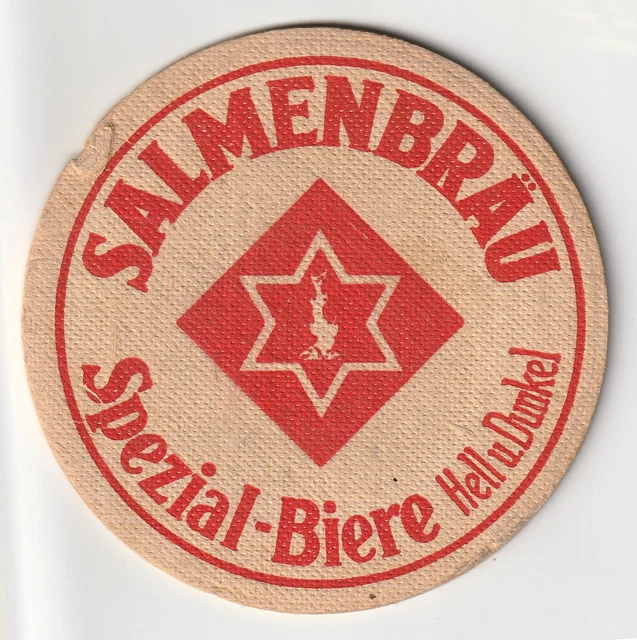 SALMENBRÄU
Spezial-Biere
Hell u. Dunkel